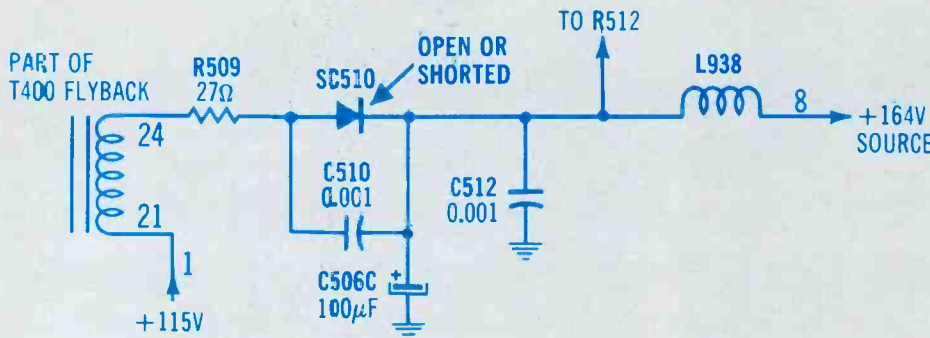 PART OF
T400 FLYBACK
24
21
1
+115V
R509
27Ω
SC510
OPEN OR
SHORTED
C510
0.001
C506C
+
100μF
C512
0.001
TO R512
L938
8
+164V
SOURCE